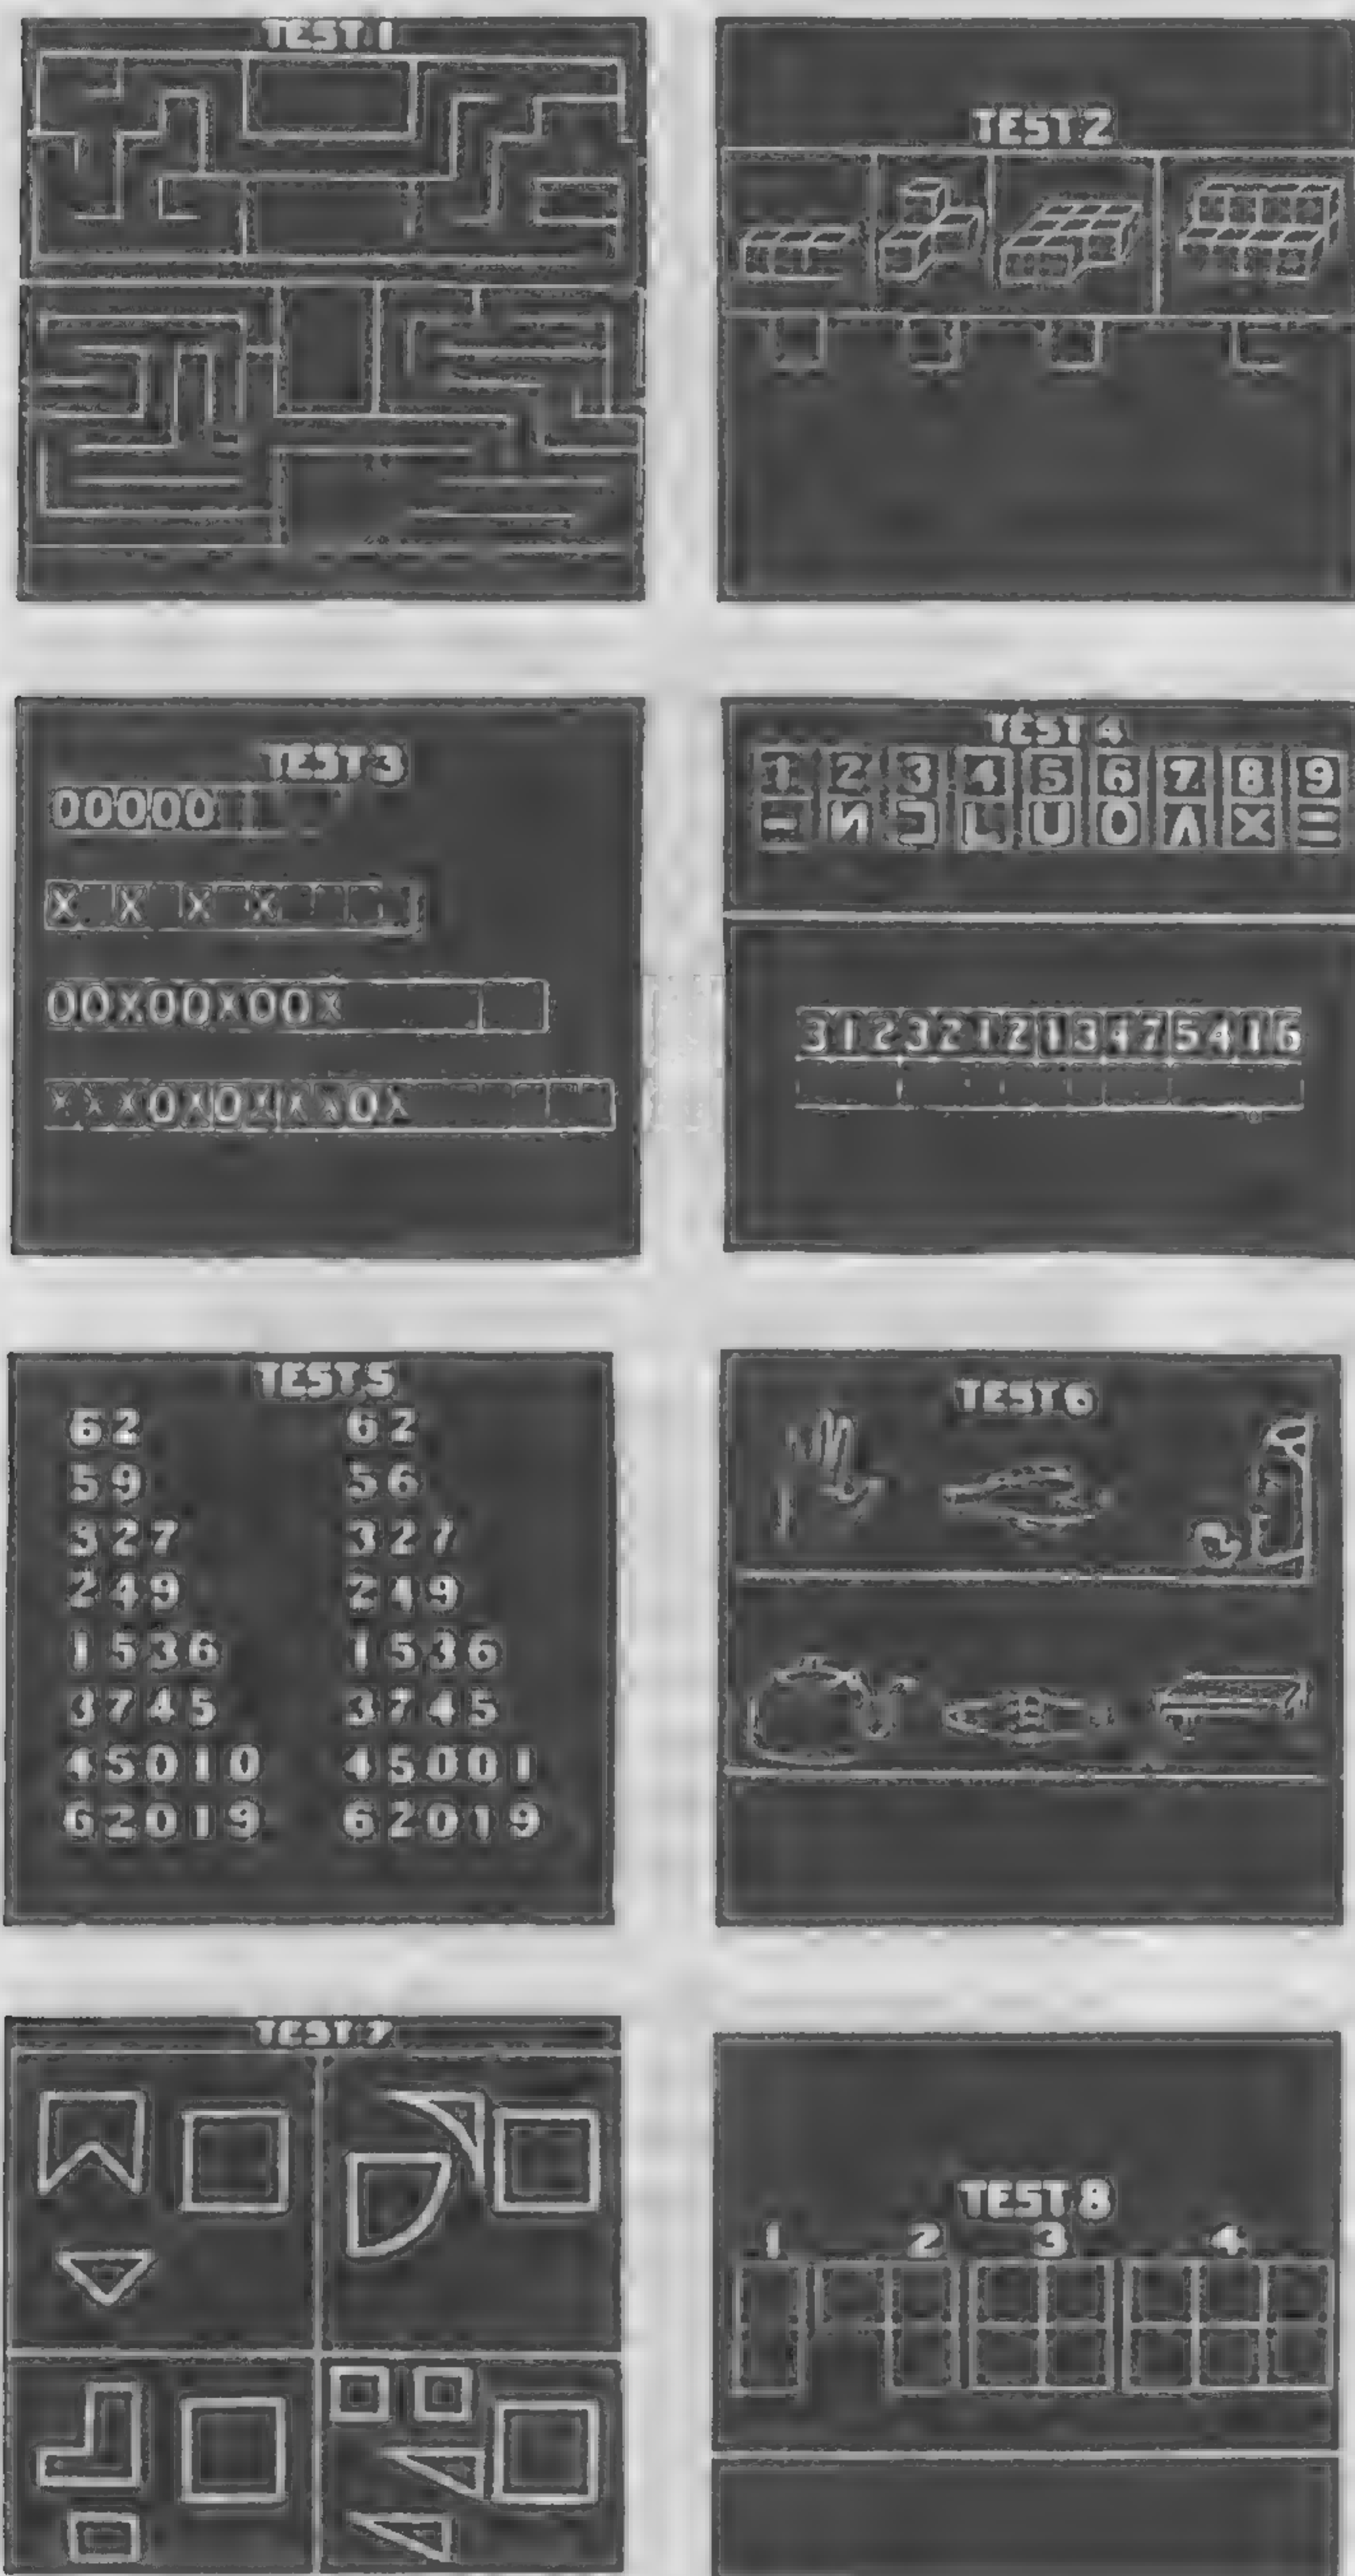 TEST 1
TEST 2
TEST 3
00000
X X X X
00X00X00X
XXX0X0XXX0X
TEST 4
1 2 3 4 5 6 7 8 9
312321213475416
TEST 5
62 62
59 56
327 327
249 249
1536 1536
3745 3745
45010 45001
62019 62019
TEST 6
TEST 7
TEST 8
1 2 3 4